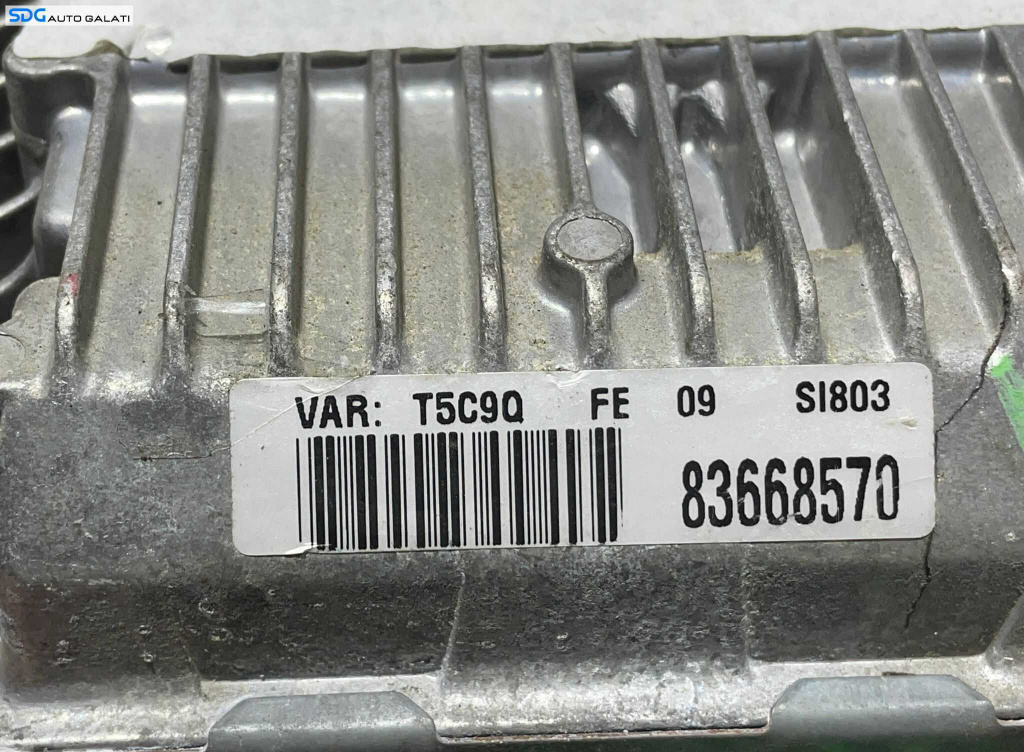 SDG AUTO GALATI
VAR: T5C9Q FE 09 SI803
83668570